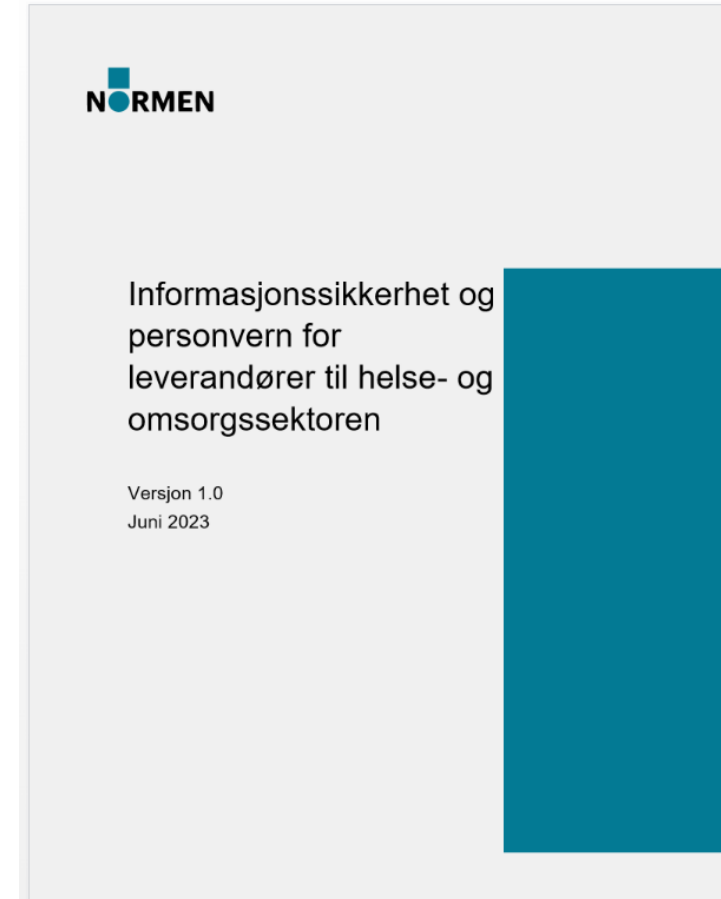 NORMEN
Informasjonssikkerhet og
personvern for
leverandører til helse- og
omsorgssektoren
Versjon 1.0
Juni 2023